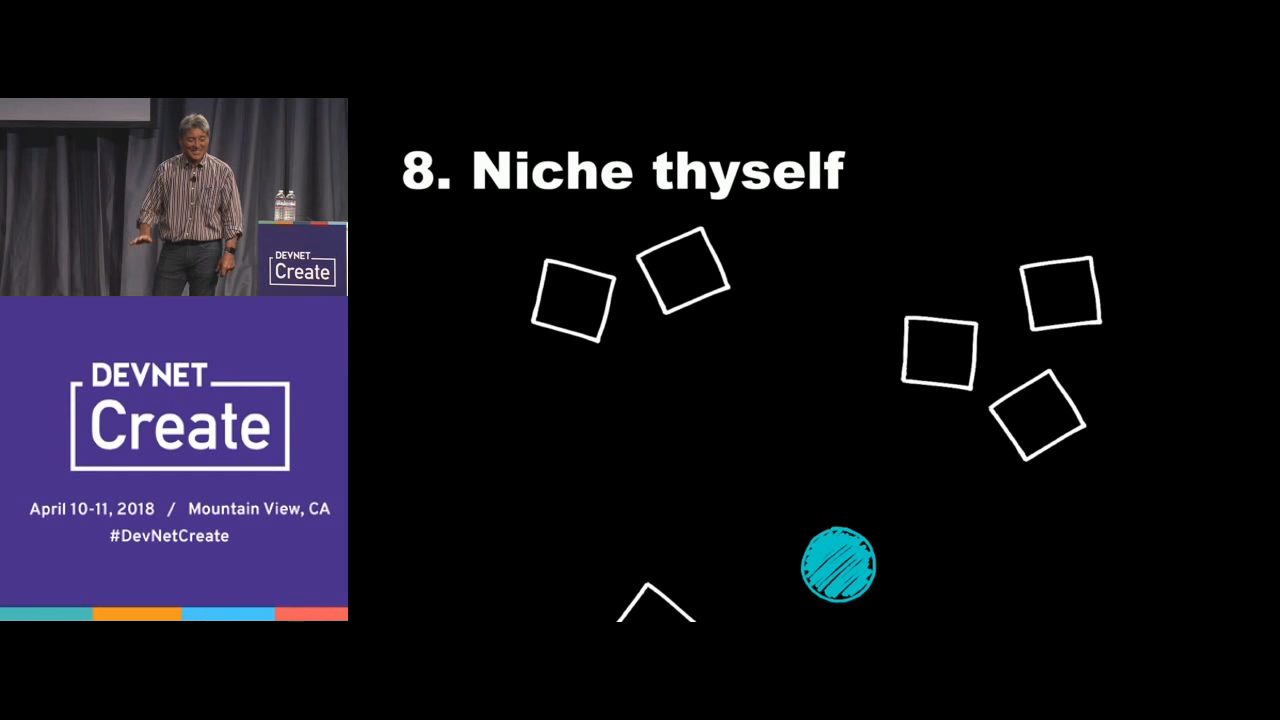 8. Niche thyself
DEVNET
Create
DEVNET
Create
April 10-11, 2018 / Mountain View, CA
#DevNetCreate